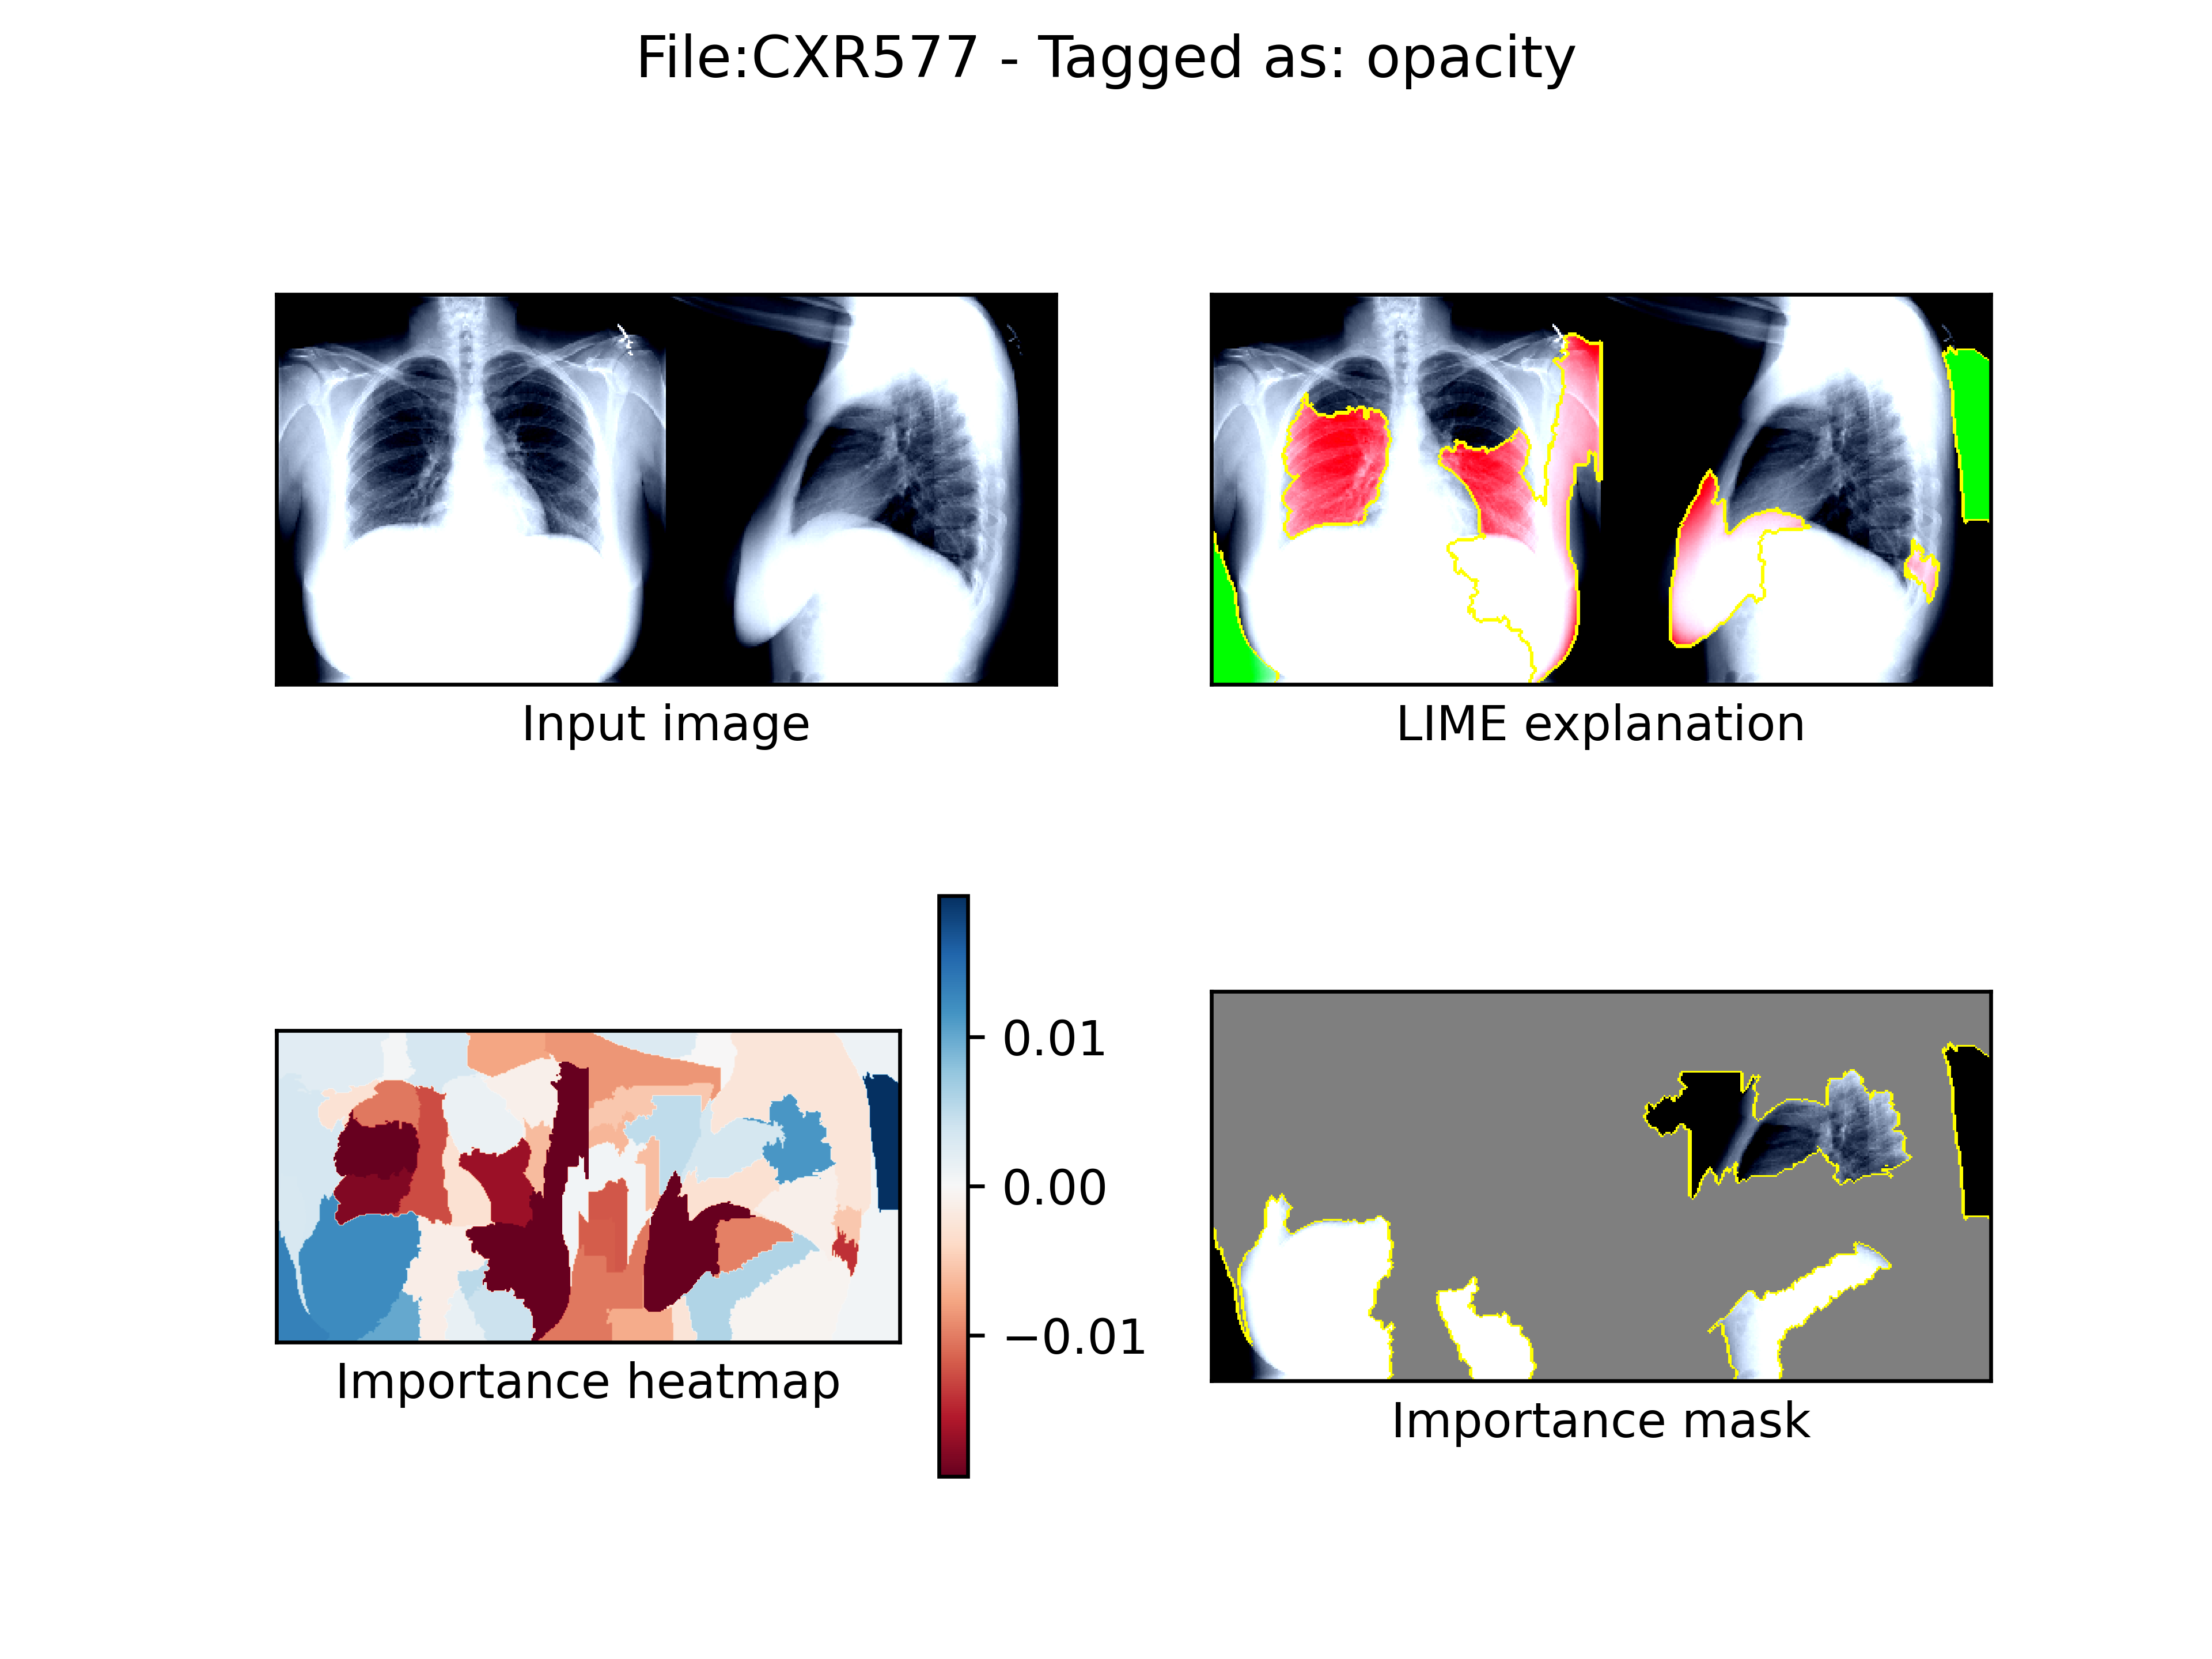 File:CXR577 - Tagged as: opacity
Input image
LIME explanation
0.01
0.00
−0.01
Importance heatmap
Importance mask